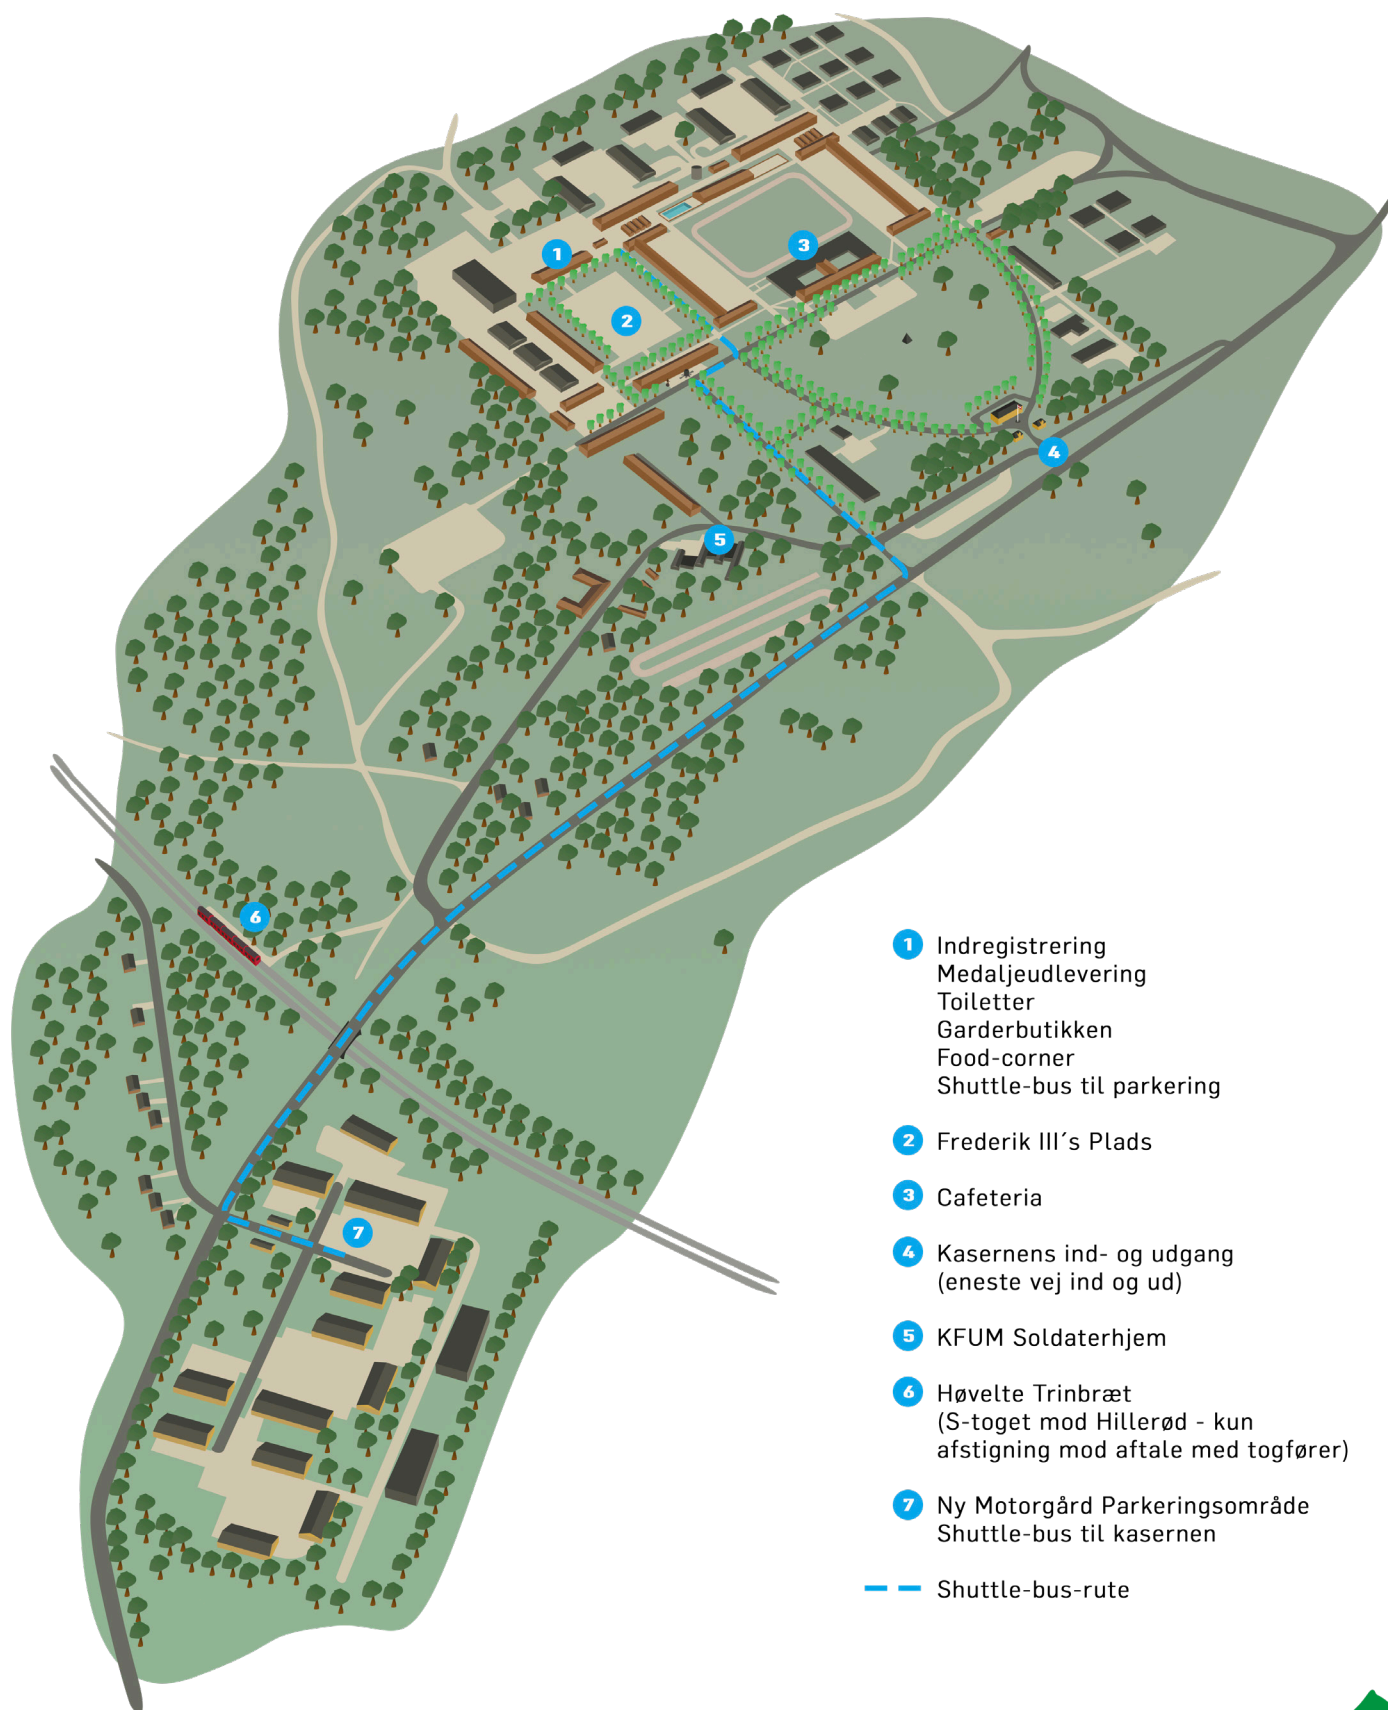 1
2
3
4
5
6
7
1 Indregistrering
Medaljeudlevering
Toiletter
Garderbutikken
Food-corner
Shuttle-bus til parkering
2 Frederik III´s Plads
3 Cafeteria
4 Kasernens ind- og udgang
(eneste vej ind og ud)
5 KFUM Soldaterhjem
6 Høvelte Trinbræt
(S-toget mod Hillerød - kun
afstigning mod aftale med togfører)
7 Ny Motorgård Parkeringsområde
Shuttle-bus til kasernen
Shuttle-bus-rute